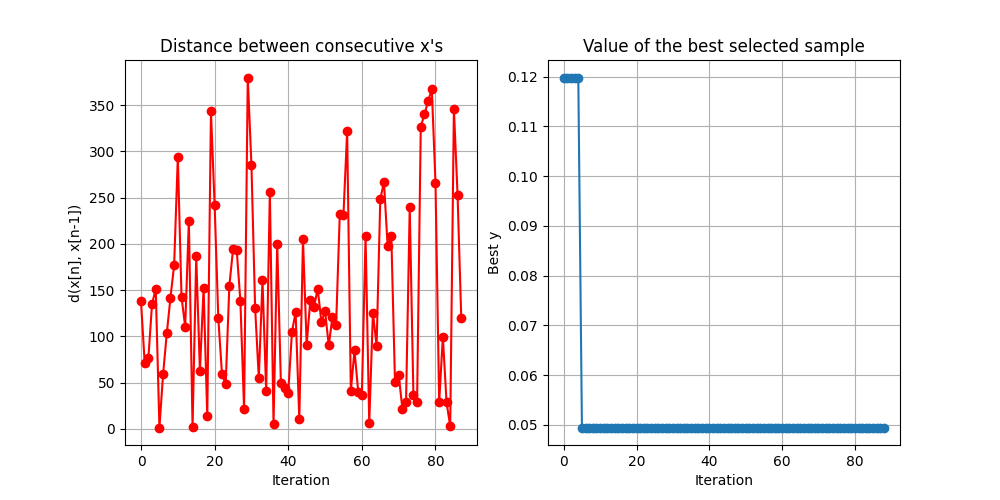 Distance between consecutive x's
d(x[n], x[n-1])
350
300
250
200
150
100
50
0
0 20 40 60 80
Iteration
Value of the best selected sample
Best y
0.12
0.11
0.10
0.09
0.08
0.07
0.06
0.05
0 20 40 60 80
Iteration